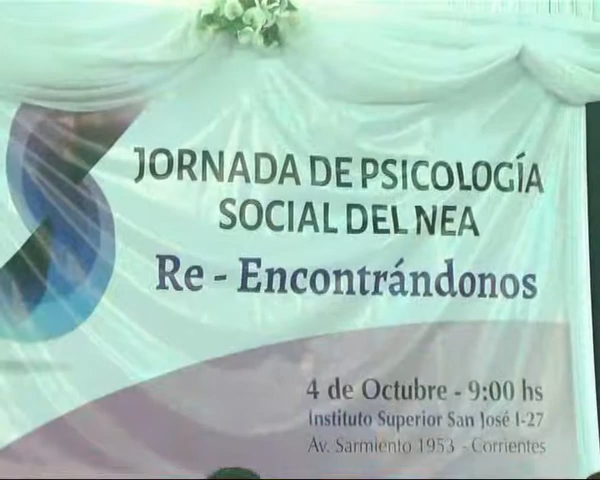 JORNADA DE PSICOLOGÍA
SOCIAL DEL NEA
Re - Encontrándonos
4 de Octubre - 9:00 hs
Instituto Superior San José I-27
Av. Sarmiento 1953 - Corrientes